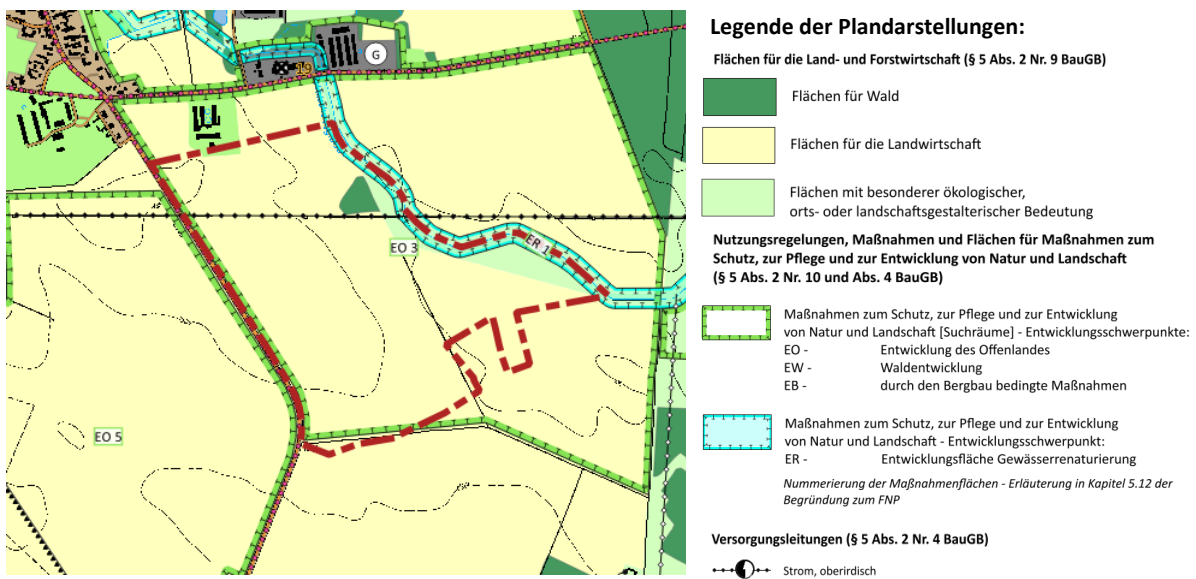 G
19
EO 3
ER 1
EO 5
Legende der Plandarstellungen:
Flächen für die Land- und Forstwirtschaft (§ 5 Abs. 2 Nr. 9 BauGB)
Flächen für Wald
Flächen für die Landwirtschaft
Flächen mit besonderer ökologischer,
orts- oder landschaftsgestalterischer Bedeutung
Nutzungsregelungen, Maßnahmen und Flächen für Maßnahmen zum
Schutz, zur Pflege und zur Entwicklung von Natur und Landschaft
(§ 5 Abs. 2 Nr. 10 und Abs. 4 BauGB)
Maßnahmen zum Schutz, zur Pflege und zur Entwicklung
von Natur und Landschaft [Suchräume] - Entwicklungsschwerpunkte:
EO - Entwicklung des Offenlandes
EW - Waldentwicklung
EB - durch den Bergbau bedingte Maßnahmen
Maßnahmen zum Schutz, zur Pflege und zur Entwicklung
von Natur und Landschaft - Entwicklungsschwerpunkt:
ER - Entwicklungsfläche Gewässerrenaturierung
Nummerierung der Maßnahmenflächen - Erläuterung in Kapitel 5.12 der
Begründung zum FNP
Versorgungsleitungen (§ 5 Abs. 2 Nr. 4 BauGB)
Strom, oberirdisch